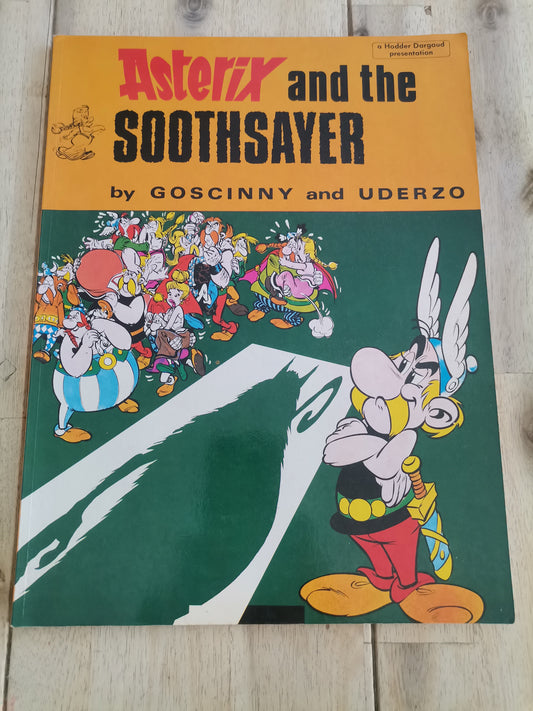 a Hodder Dargaud
presentation
Asterix and the
SOOTHSAYER
by GOSCINNY and UDERZO